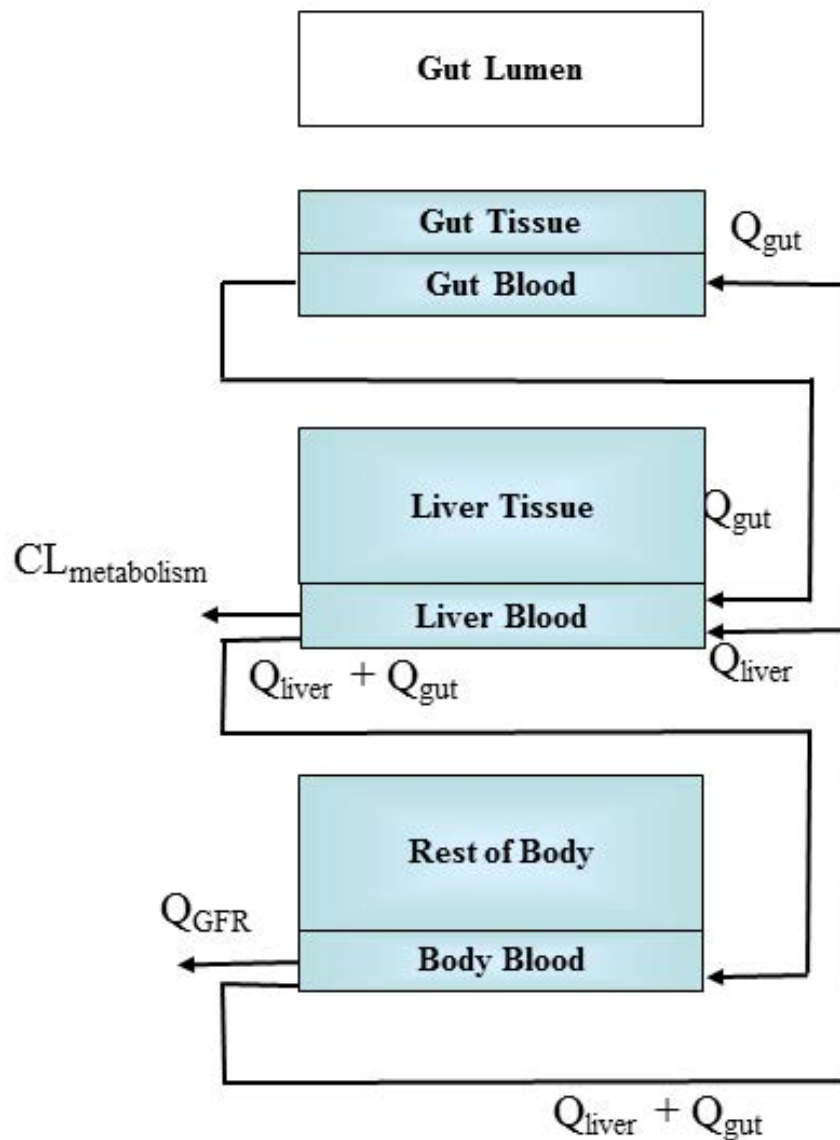 Gut Lumen
Gut Tissue
Q_gut
Gut Blood
Liver Tissue
Q_gut
CL_metabolism
Liver Blood
Q_liver + Q_gut
Q_liver
Rest of Body
Q_GFR
Body Blood
Q_liver + Q_gut